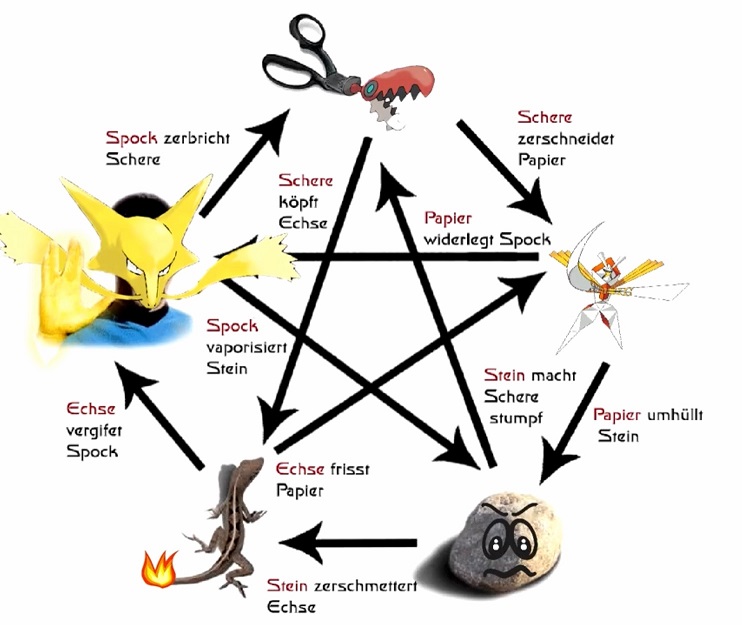 Schere
zerschneidet
Papier
Spock zerbricht
Schere
Schere
köpft
Echse
Papier
widerlegt Spock
Spock
vaporisiert
Stein
Stein macht
Schere
stumpf
Papier umhüllt
Stein
Echse
vergifet
Spock
Echse frisst
Papier
Stein zerschmettert
Echse